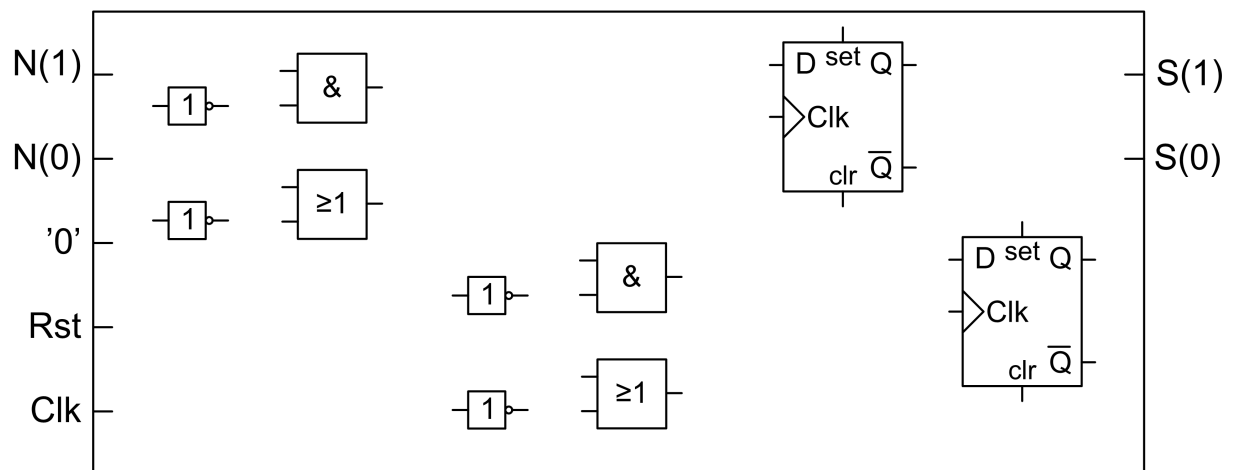 N(1)
N(0)
'0'
Rst
Clk
1
&
1
≥1
1
&
1
≥1
D set Q
Clk
clr Q̅
D set Q
Clk
clr Q̅
S(1)
S(0)